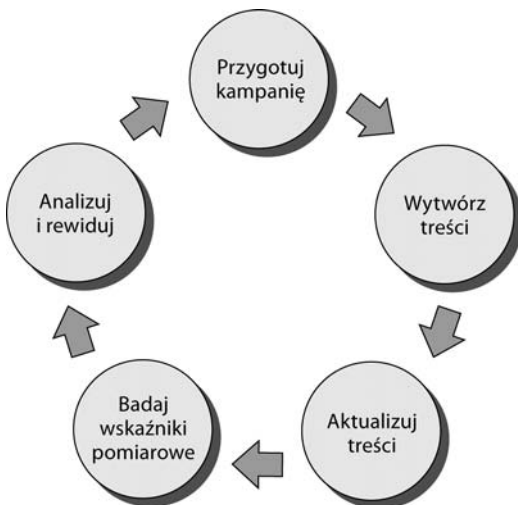 Przygotuj
kampanię
Wytwórz
treści
Aktualizuj
treści
Badaj
wskaźniki
pomiarowe
Analizuj
i rewiduj